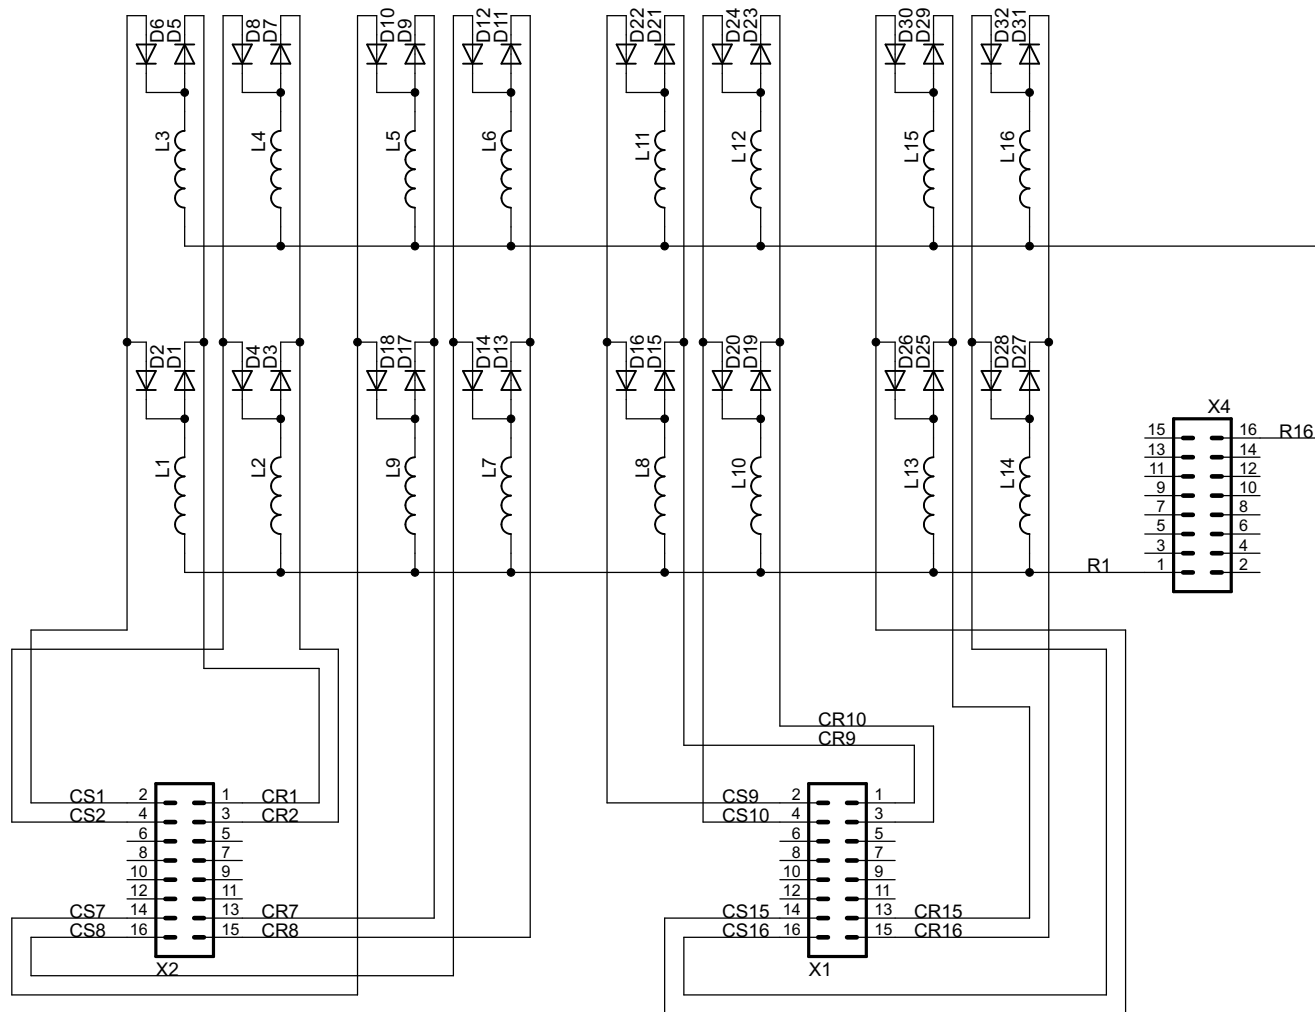 D6 D5 D8 D7 D10 D9 D12 D11 D22 D21 D24 D23 D30 D29 D32 D31
L3 L4 L5 L6 L11 L12 L15 L16
D2 D1 D4 D3 D18 D17 D14 D13 D16 D15 D20 D19 D26 D25 D28 D27
X4
15 16 R16
13 14
11 12
9 10
7 8
5 6
3 4
R1 1 2
L1 L2 L9 L7 L8 L10 L13 L14
CR10
CR9
CS1 2 1 CR1 CS9 2 1
CS2 4 3 CR2 CS10 4 3
6 5 6 5
8 7 8 7
10 9 10 9
12 11 12 11
CS7 14 13 CR7 CS15 14 13 CR15
CS8 16 15 CR8 CS16 16 15 CR16
X2 X1